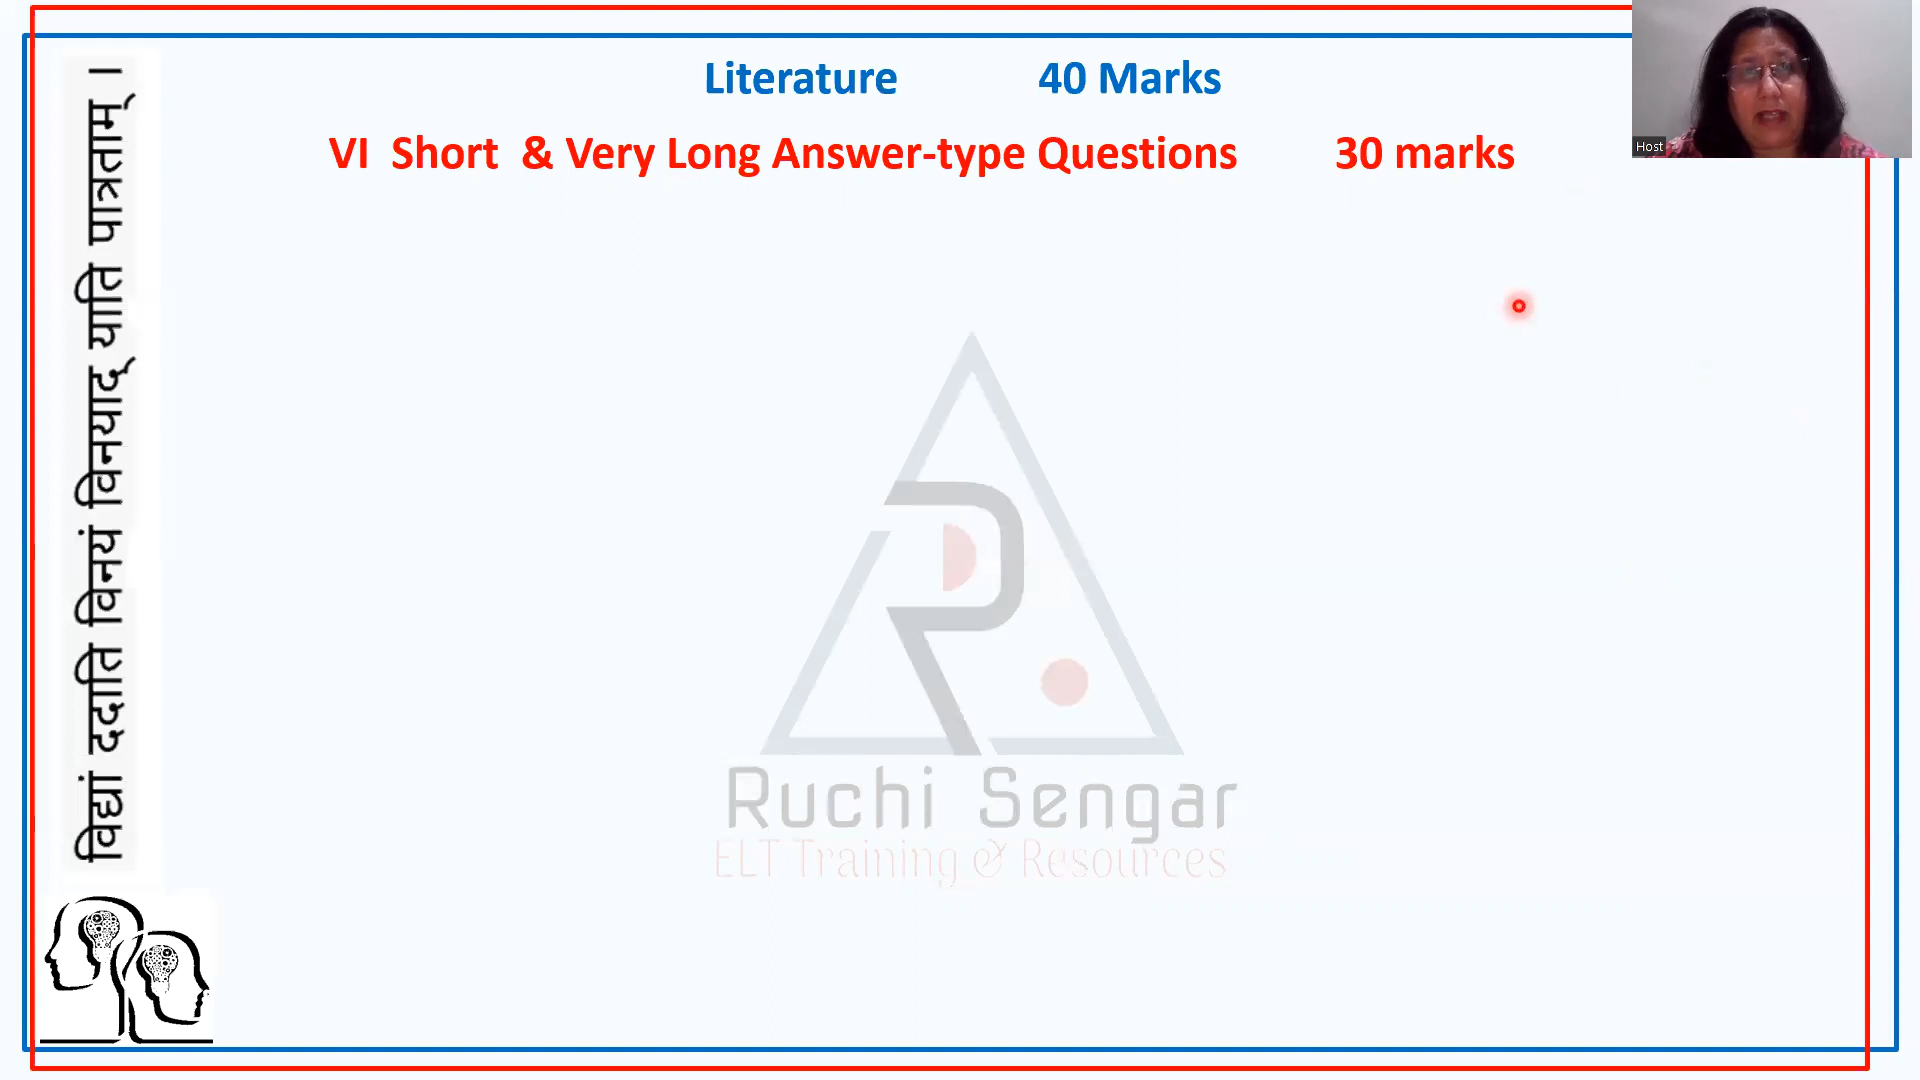 Literature 40 Marks
VI Short & Very Long Answer-type Questions 30 marks
Host
विद्यां ददाति विनयं विनयाद् याति पात्रताम् ।
Ruchi Sengar
ELT Training & Resources